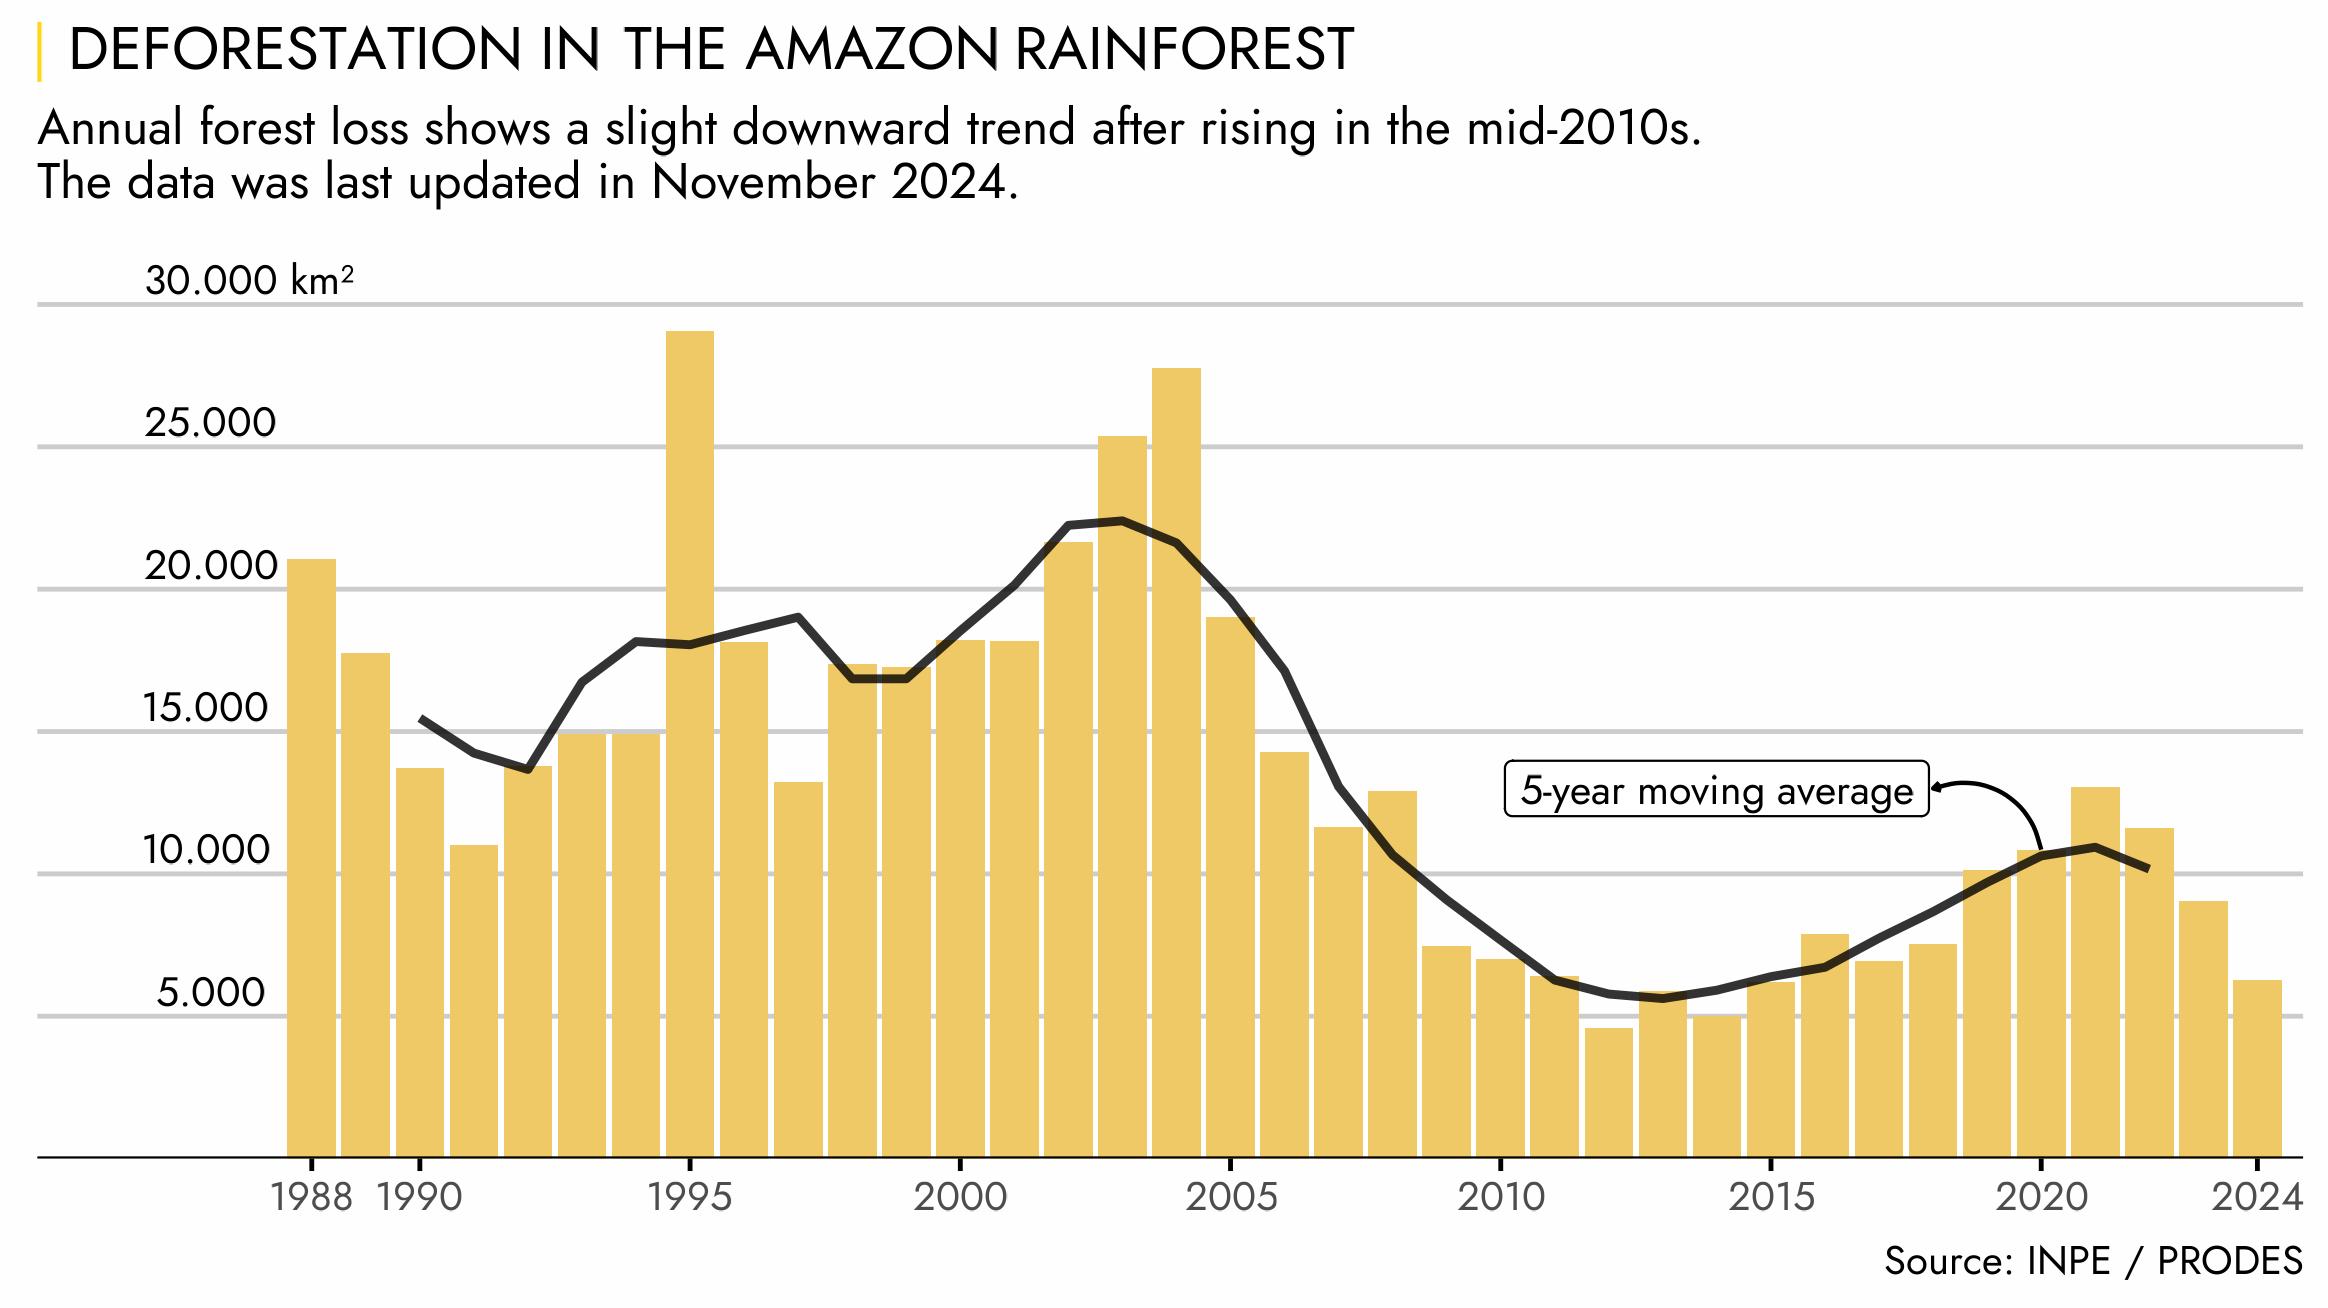 DEFORESTATION IN THE AMAZON RAINFOREST
Annual forest loss shows a slight downward trend after rising in the mid-2010s.
The data was last updated in November 2024.
30.000 km²
25.000
20.000
15.000
10.000
5.000
5-year moving average
1988 1990 1995 2000 2005 2010 2015 2020 2024
Source: INPE / PRODES